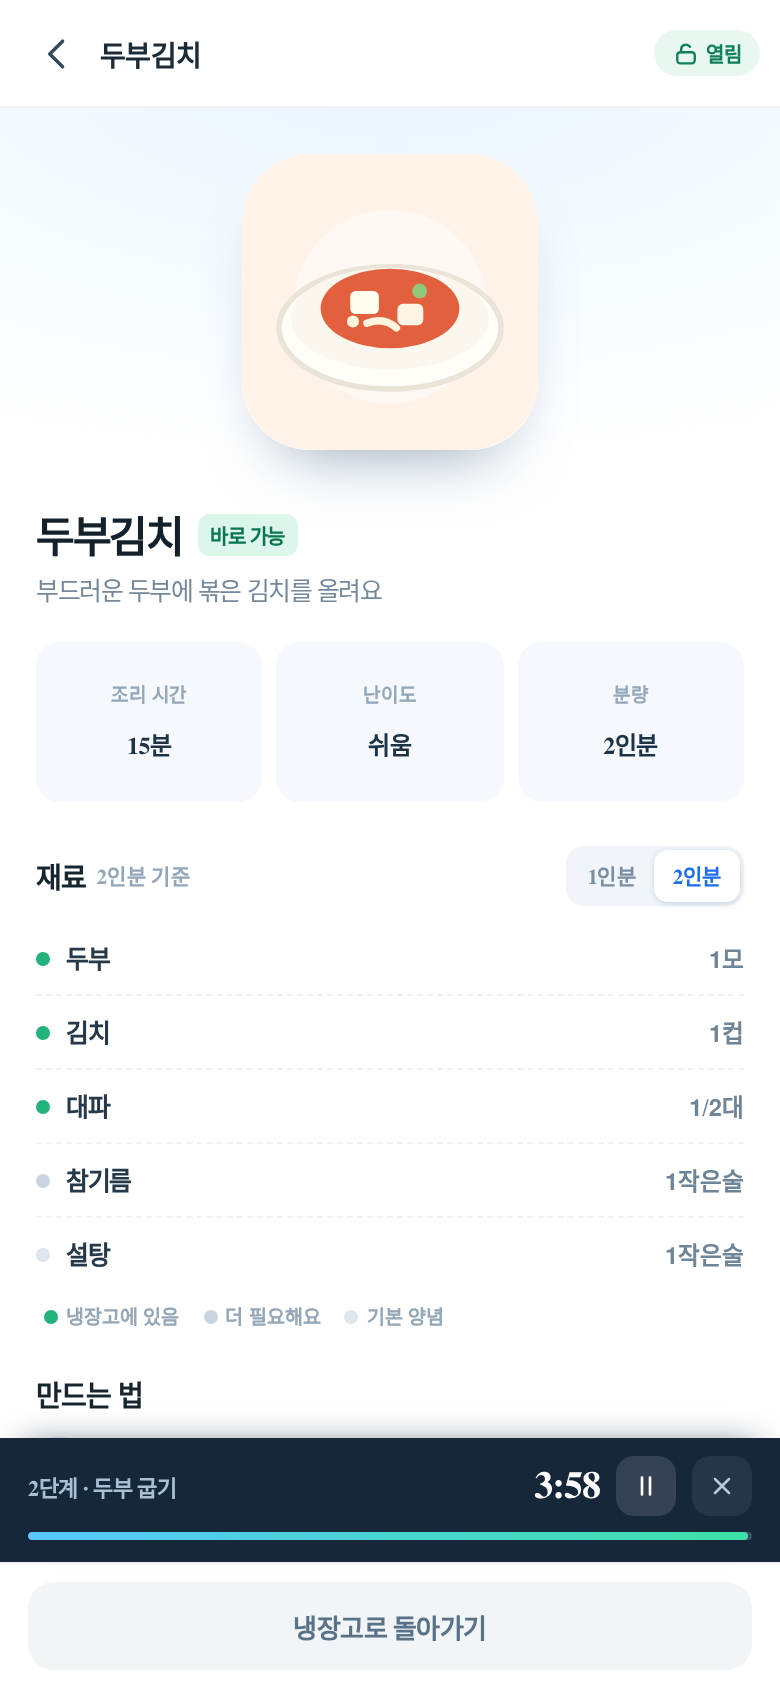 두부김치
열림
두부김치 바로 가능
부드러운 두부에 볶은 김치를 올려요
조리 시간 난이도 분량
15분 쉬움 2인분
재료 2인분 기준 1인분 2인분
두부 1모
김치 1컵
대파 1/2대
참기름 1작은술
설탕 1작은술
냉장고에 있음 더 필요해요 기본 양념
만드는 법
2단계 · 두부 굽기 3:58
냉장고로 돌아가기